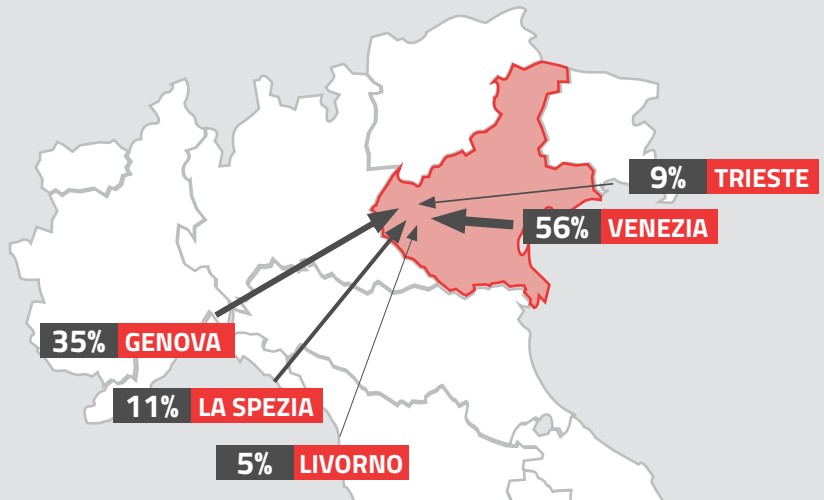 9% TRIESTE
56% VENEZIA
35% GENOVA
11% LA SPEZIA
5% LIVORNO